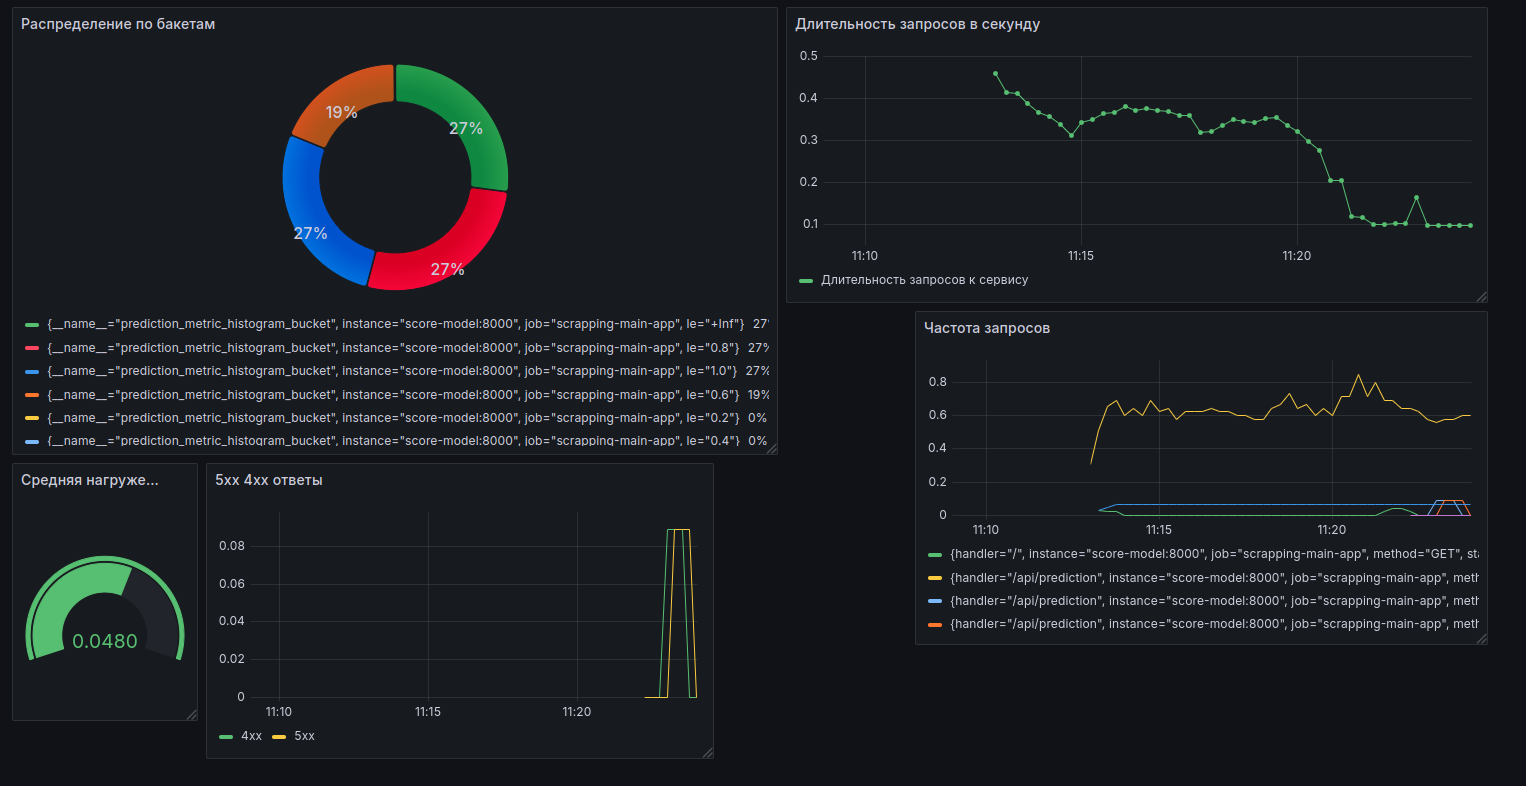 Распределение по бакетам
19%
27%
27%
27%
{__name__="prediction_metric_histogram_bucket", instance="score-model:8000", job="scrapping-main-app", le="+Inf"} 27
{__name__="prediction_metric_histogram_bucket", instance="score-model:8000", job="scrapping-main-app", le="0.8"} 27%
{__name__="prediction_metric_histogram_bucket", instance="score-model:8000", job="scrapping-main-app", le="1.0"} 27%
{__name__="prediction_metric_histogram_bucket", instance="score-model:8000", job="scrapping-main-app", le="0.6"} 19%
{__name__="prediction_metric_histogram_bucket", instance="score-model:8000", job="scrapping-main-app", le="0.2"} 0%
{__name__="prediction_metric_histogram_bucket", instance="score-model:8000", job="scrapping-main-app", le="0.4"} 0%
Длительность запросов в секунду
0.5
0.4
0.3
0.2
0.1
11:10 11:15 11:20
Длительность запросов к сервису
Частота запросов
0.8
0.6
0.4
0.2
0
11:10 11:15 11:20
{handler="/", instance="score-model:8000", job="scrapping-main-app", method="GET", sta
{handler="/api/prediction", instance="score-model:8000", job="scrapping-main-app", meth
{handler="/api/prediction", instance="score-model:8000", job="scrapping-main-app", meth
{handler="/api/prediction", instance="score-model:8000", job="scrapping-main-app", meth
Средняя нагруже...
0.0480
5xx 4xx ответы
0.08
0.06
0.04
0.02
0
11:10 11:15 11:20
4xx 5xx